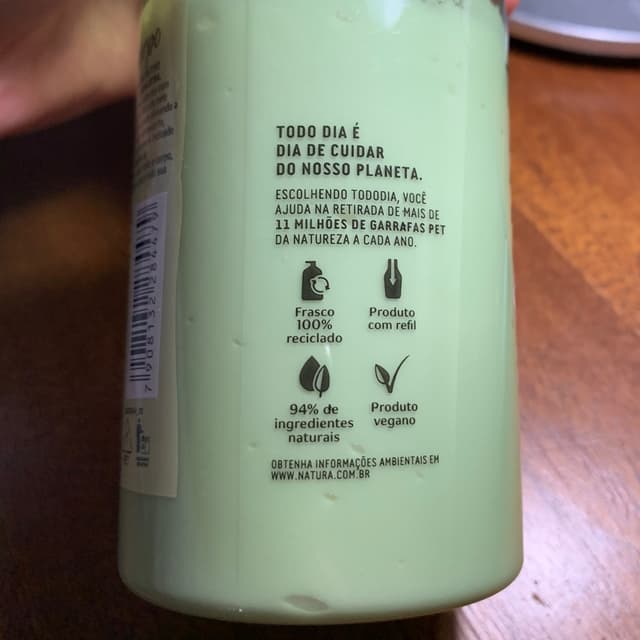 TODO DIA É
DIA DE CUIDAR
DO NOSSO PLANETA.
ESCOLHENDO TODODIA, VOCÊ
AJUDA NA RETIRADA DE MAIS DE
11 MILHÕES DE GARRAFAS PET
DA NATUREZA A CADA ANO.
Frasco
100%
reciclado
Produto
com refil
94% de
ingredientes
naturais
Produto
vegano
OBTENHA INFORMAÇÕES AMBIENTAIS EM
WWW.NATURA.COM.BR